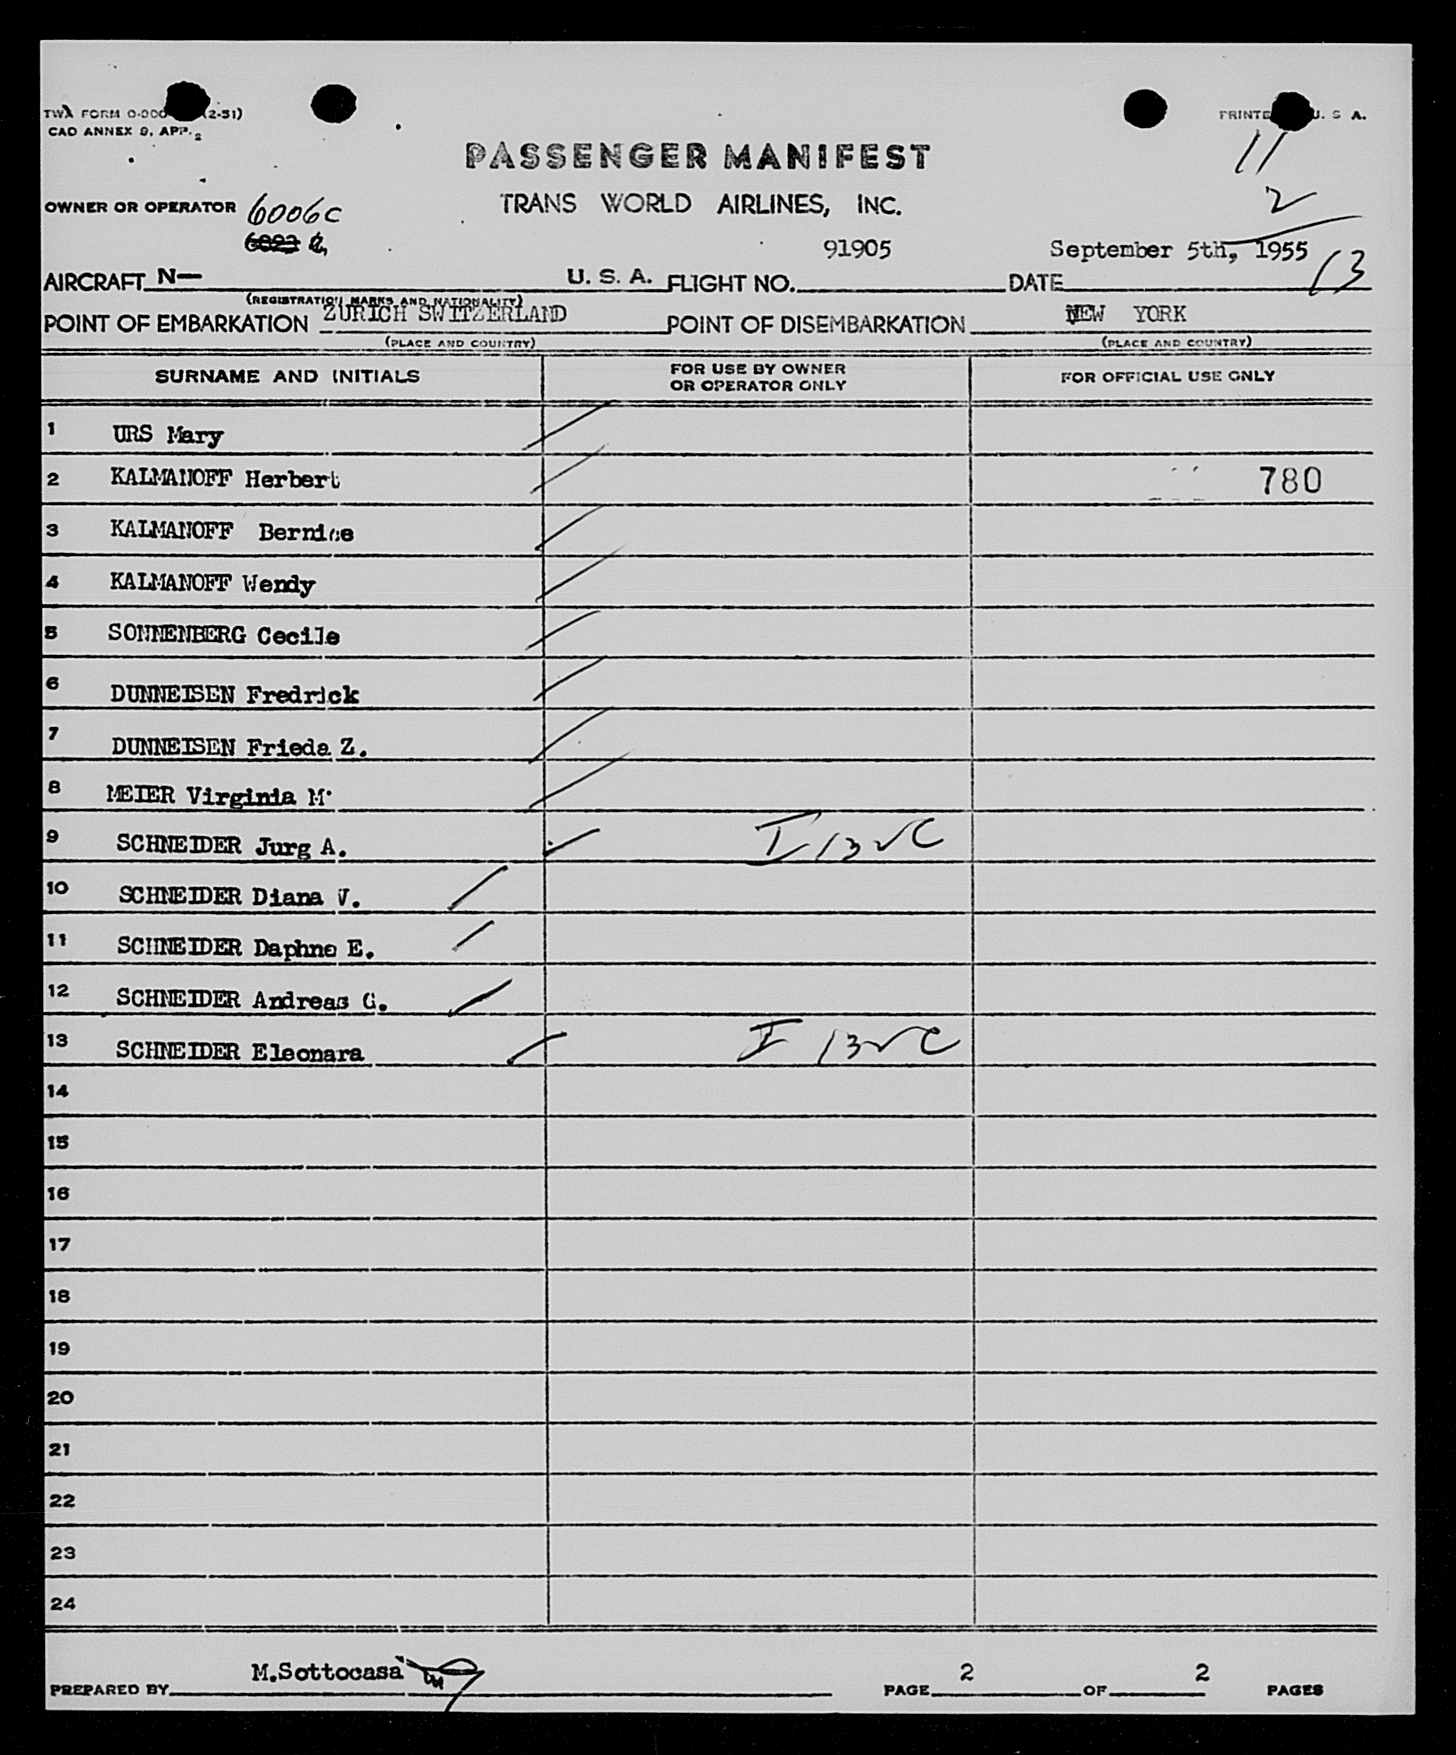 TWA FORM O-000 (2-51)
CAO ANNEX 9, APP. 2
PRINTED U. S A.
PASSENGER MANIFEST
11
OWNER OR OPERATOR 6006C
TRANS WORLD AIRLINES, INC.
2
91905
September 5th, 1955
13
AIRCRAFT N— U. S. A. FLIGHT NO. DATE
(REGISTRATION MARKS AND NATIONALITY)
POINT OF EMBARKATION ZURICH SWITZERLAND POINT OF DISEMBARKATION NEW YORK
(PLACE AND COUNTRY) (PLACE AND COUNTRY)
SURNAME AND INITIALS
FOR USE BY OWNER
OR OPERATOR ONLY
FOR OFFICIAL USE ONLY
1 URS Mary
2 KALMANOFF Herbert 780
3 KALMANOFF Bernice
4 KALMANOFF Wendy
5 SONNENBERG Cecile
6 DUNNEISEN Fredrick
7 DUNNEISEN Frieda Z.
8 MEIER Virginia M.
9 SCHNEIDER Jurg A.
10 SCHNEIDER Diana V.
11 SCHNEIDER Daphne E.
12 SCHNEIDER Andreas G.
13 SCHNEIDER Eleonara
14
15
16
17
18
19
20
21
22
23
24
PREPARED BY M.Sottocasa PAGE 2 OF 2 PAGES